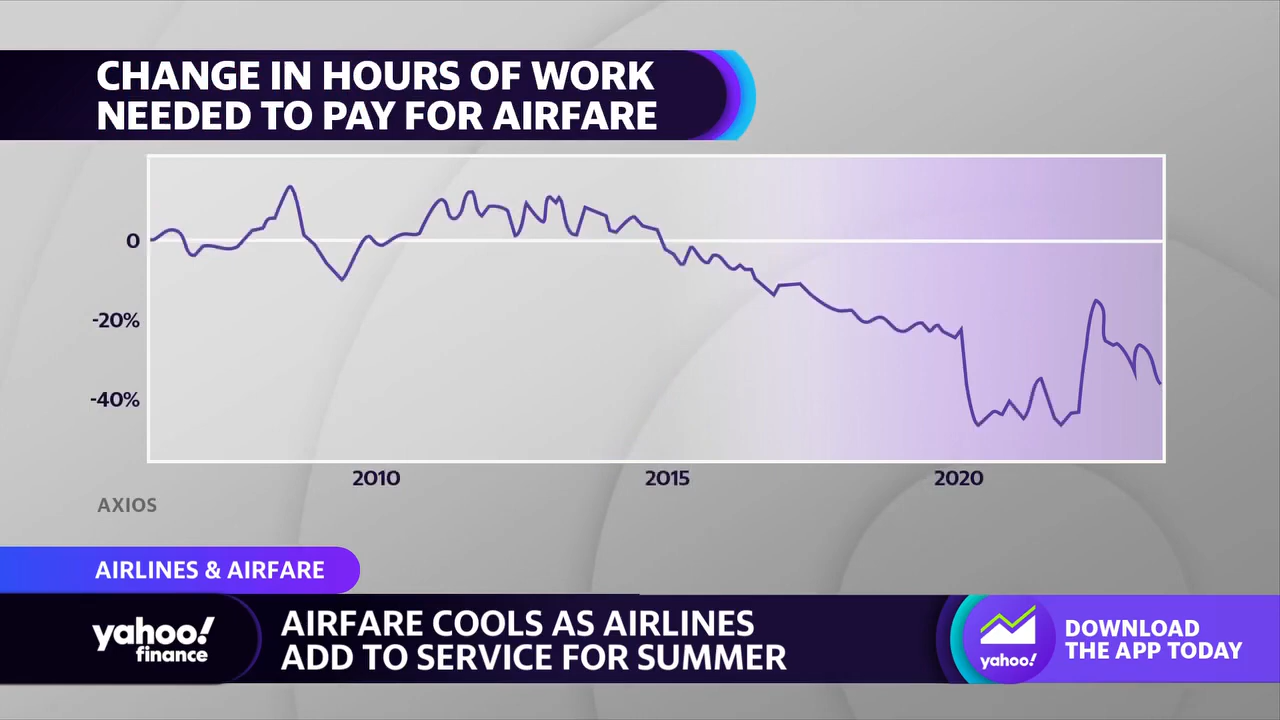 CHANGE IN HOURS OF WORK
NEEDED TO PAY FOR AIRFARE
0
-20%
-40%
2010
2015
2020
AXIOS
AIRLINES & AIRFARE
yahoo!
finance
AIRFARE COOLS AS AIRLINES
ADD TO SERVICE FOR SUMMER
yahoo!
DOWNLOAD
THE APP TODAY